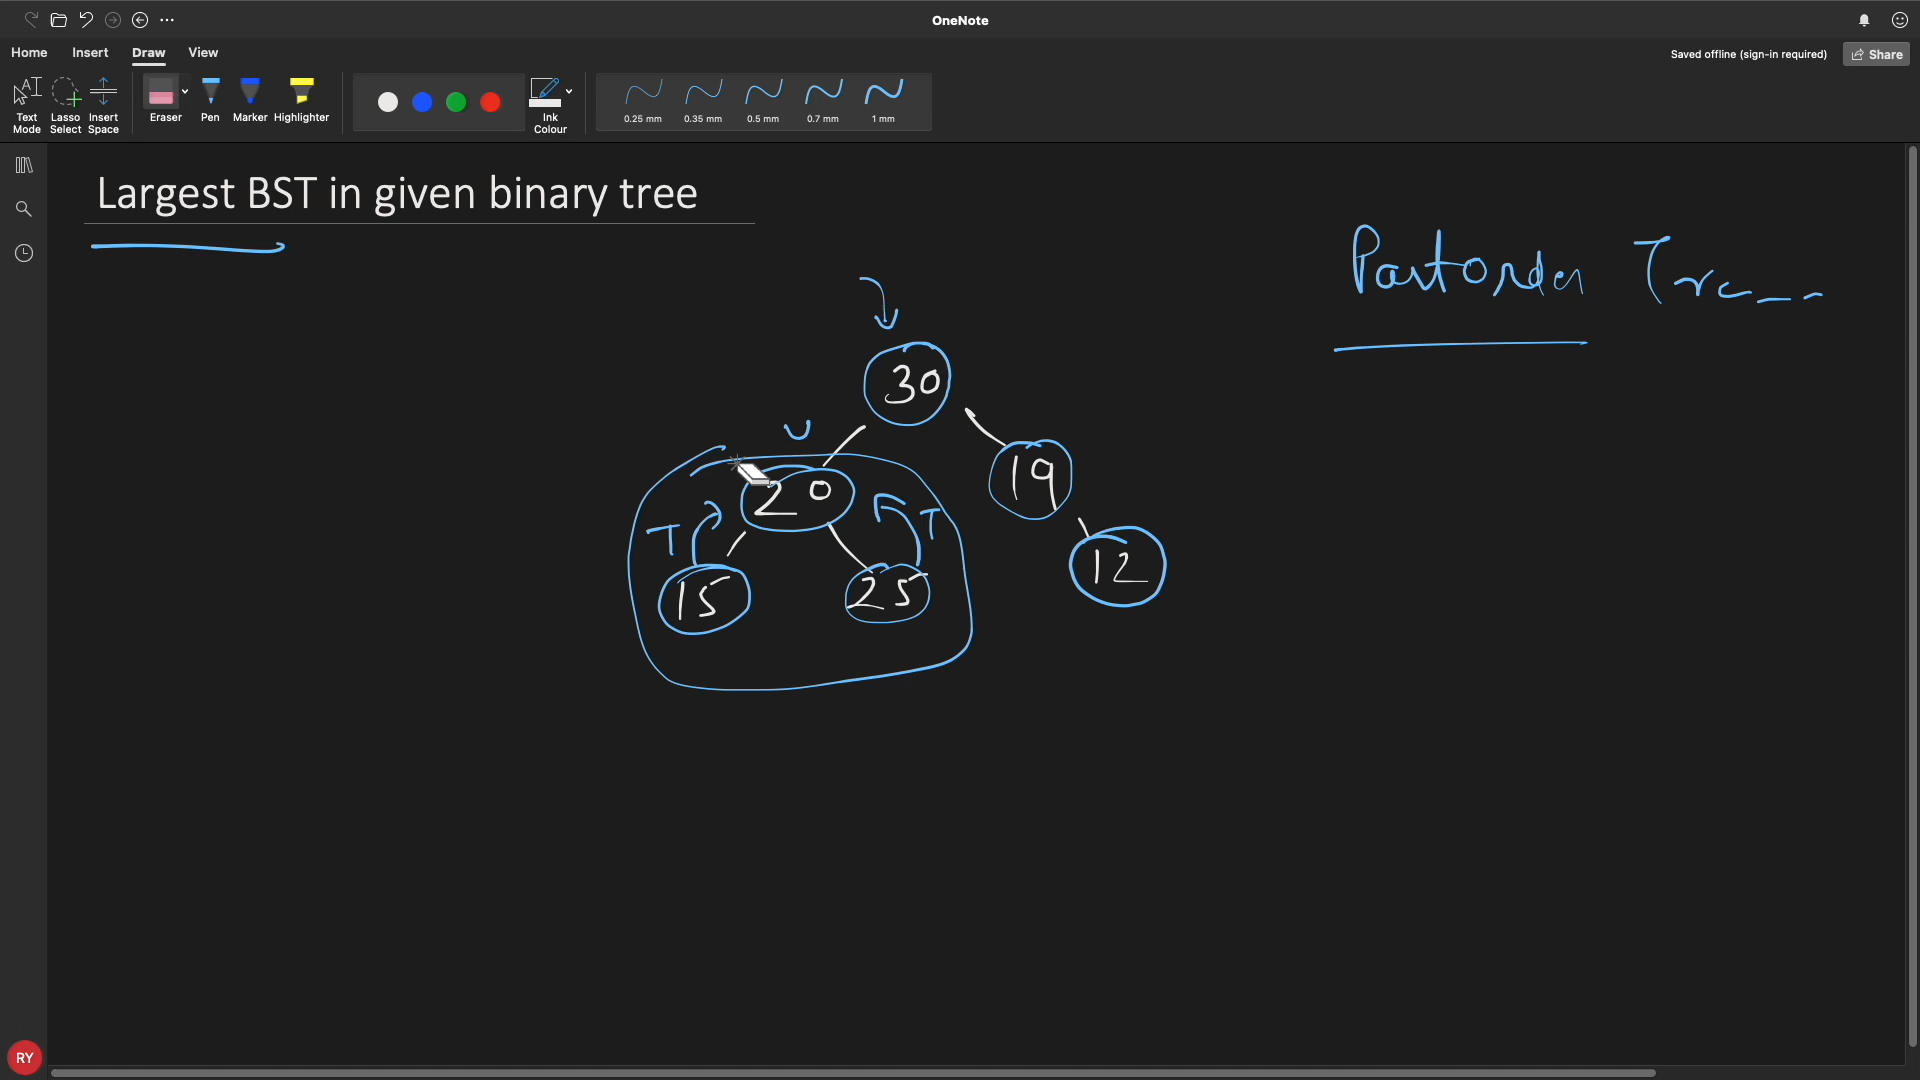 OneNote
Home Insert Draw View
Saved offline (sign-in required)
Share
Text Mode
Lasso Select
Insert Space
Eraser
Pen
Marker
Highlighter
Ink Colour
0.25 mm
0.35 mm
0.5 mm
0.7 mm
1 mm
Largest BST in given binary tree
Postorder Tra---
30
20
19
T
T
15
25
12
RY